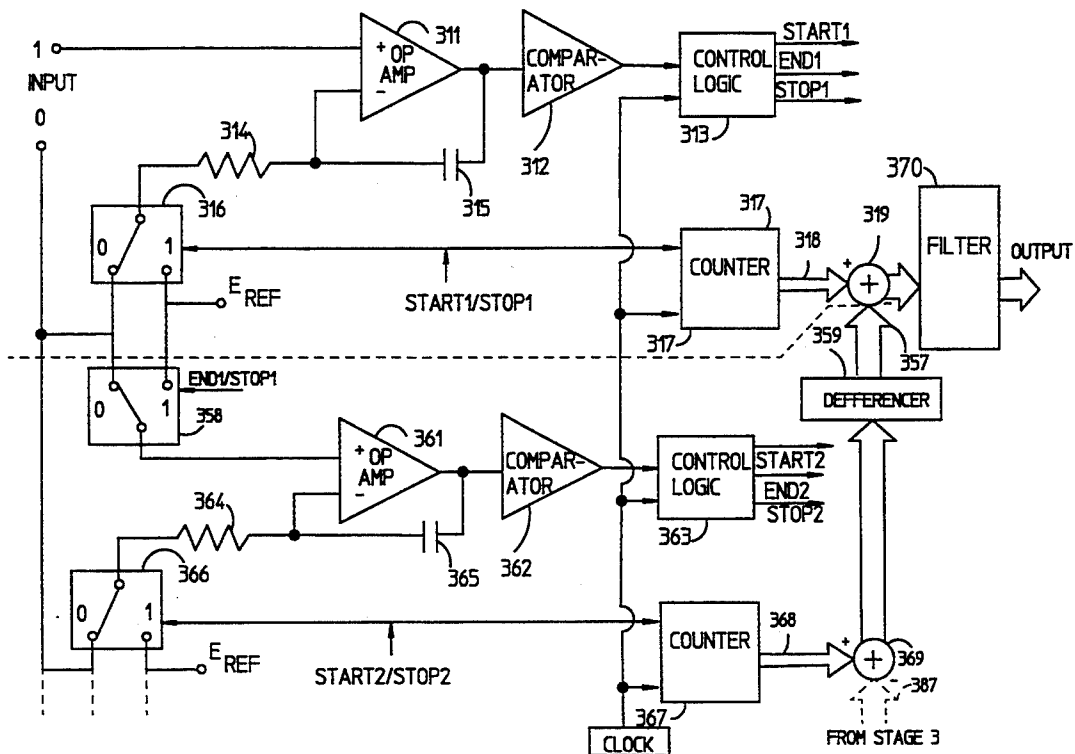 1
INPUT
0
+ OP
AMP
−
311
COMPAR-
ATOR
312
CONTROL
LOGIC
313
START1
END1
STOP1
314
315
316
0 1
E REF
START1/STOP1
317
COUNTER
317
318
+
319
+
−
370
FILTER
OUTPUT
359
357
DEFFERENCER
END1/STOP1
0 1
358
+ OP
AMP
−
361
COMPAR-
ATOR
362
CONTROL
LOGIC
363
START2
END2
STOP2
364
365
366
0 1
E REF
START2/STOP2
COUNTER
367
368
+
+
369
-
387
CLOCK
FROM STAGE 3